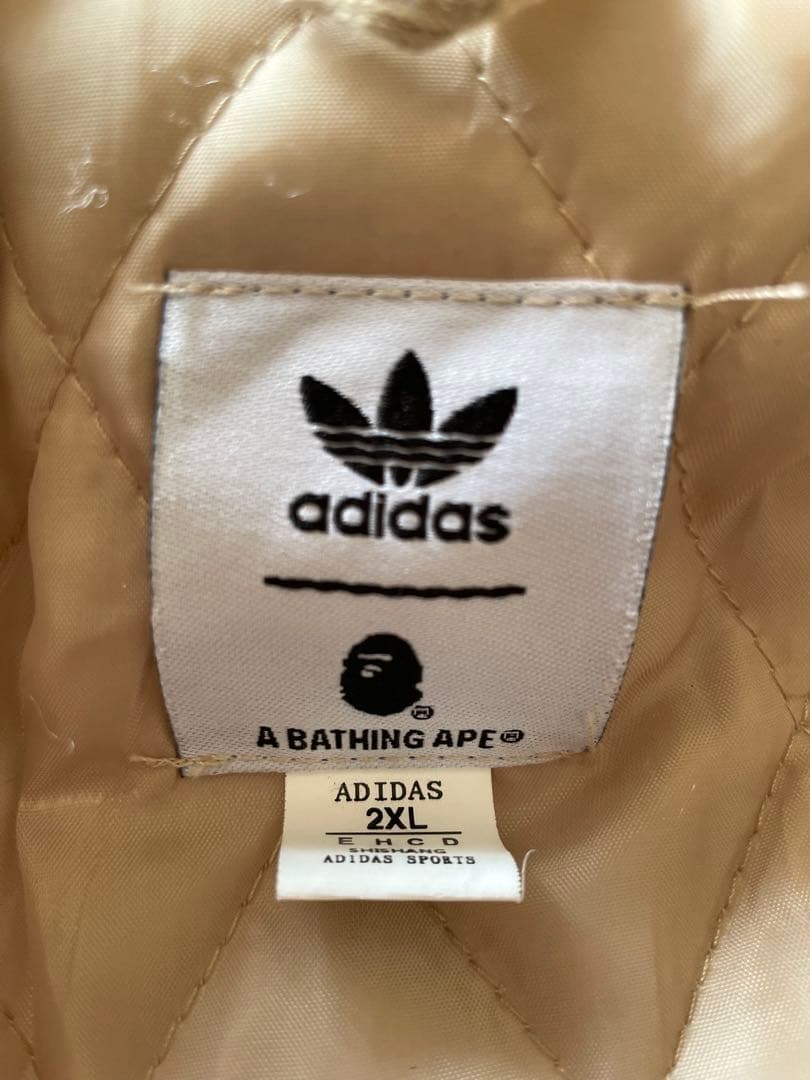 adidas
A BATHING APE®
ADIDAS
2XL
E H C D
SHISHANG
ADIDAS SPORTS